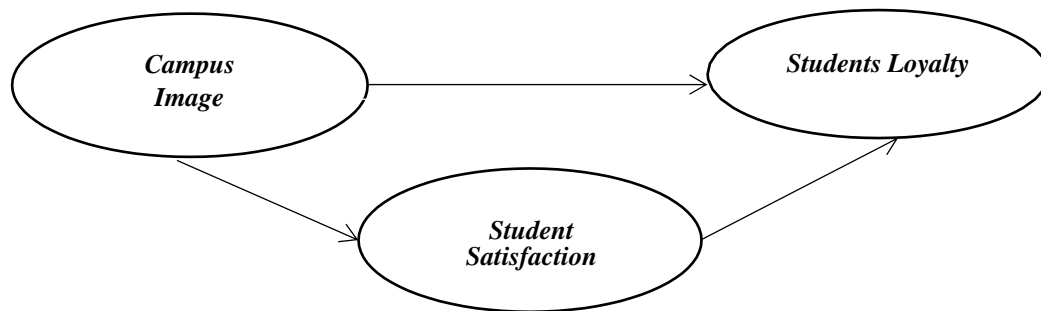 Campus
Image
Students Loyalty
Student
Satisfaction